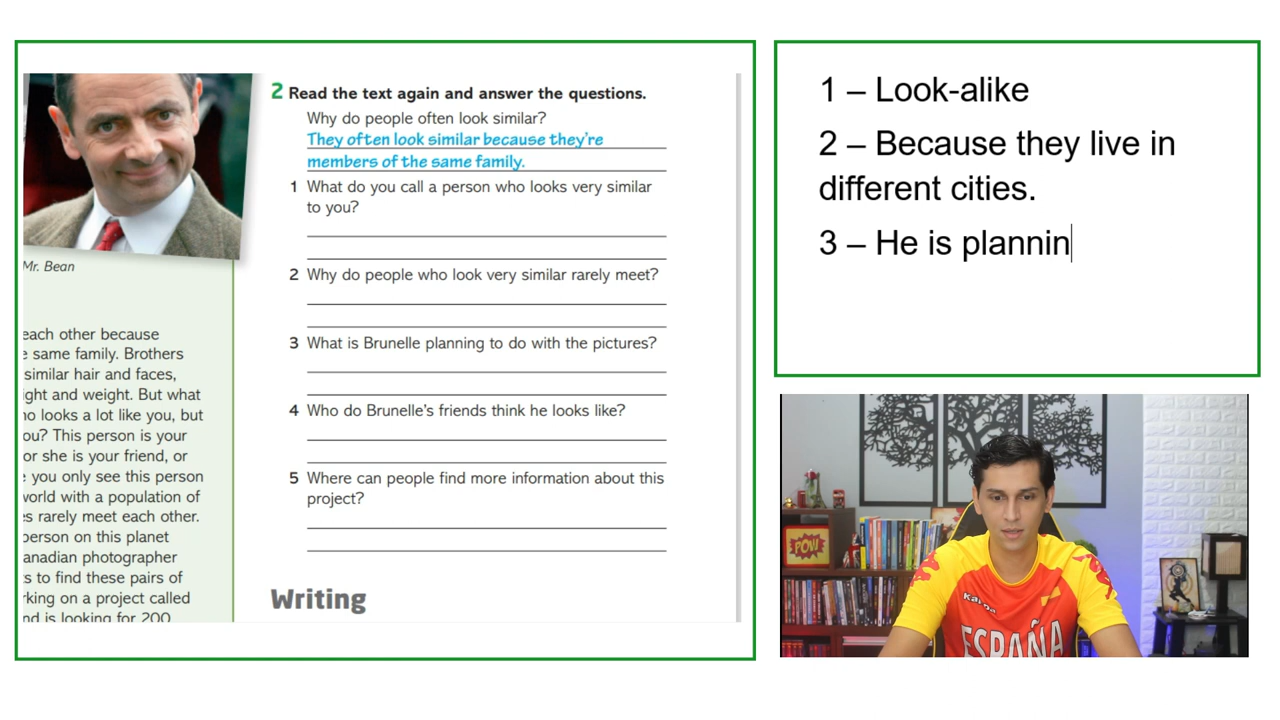 2 Read the text again and answer the questions.
Why do people often look similar?
They often look similar because they're
members of the same family.
1 What do you call a person who looks very similar
to you?
2 Why do people who look very similar rarely meet?
3 What is Brunelle planning to do with the pictures?
4 Who do Brunelle's friends think he looks like?
5 Where can people find more information about this
project?
Writing
Mr. Bean
each other because
same family. Brothers
similar hair and faces,
ight and weight. But what
ho looks a lot like you, but
ou? This person is your
or she is your friend, or
you only see this person
world with a population of
es rarely meet each other.
person on this planet
anadian photographer
s to find these pairs of
rking on a project called
nd is looking for 200
1 – Look-alike
2 – Because they live in
different cities.
3 – He is plannin
POW!
ESPAÑA